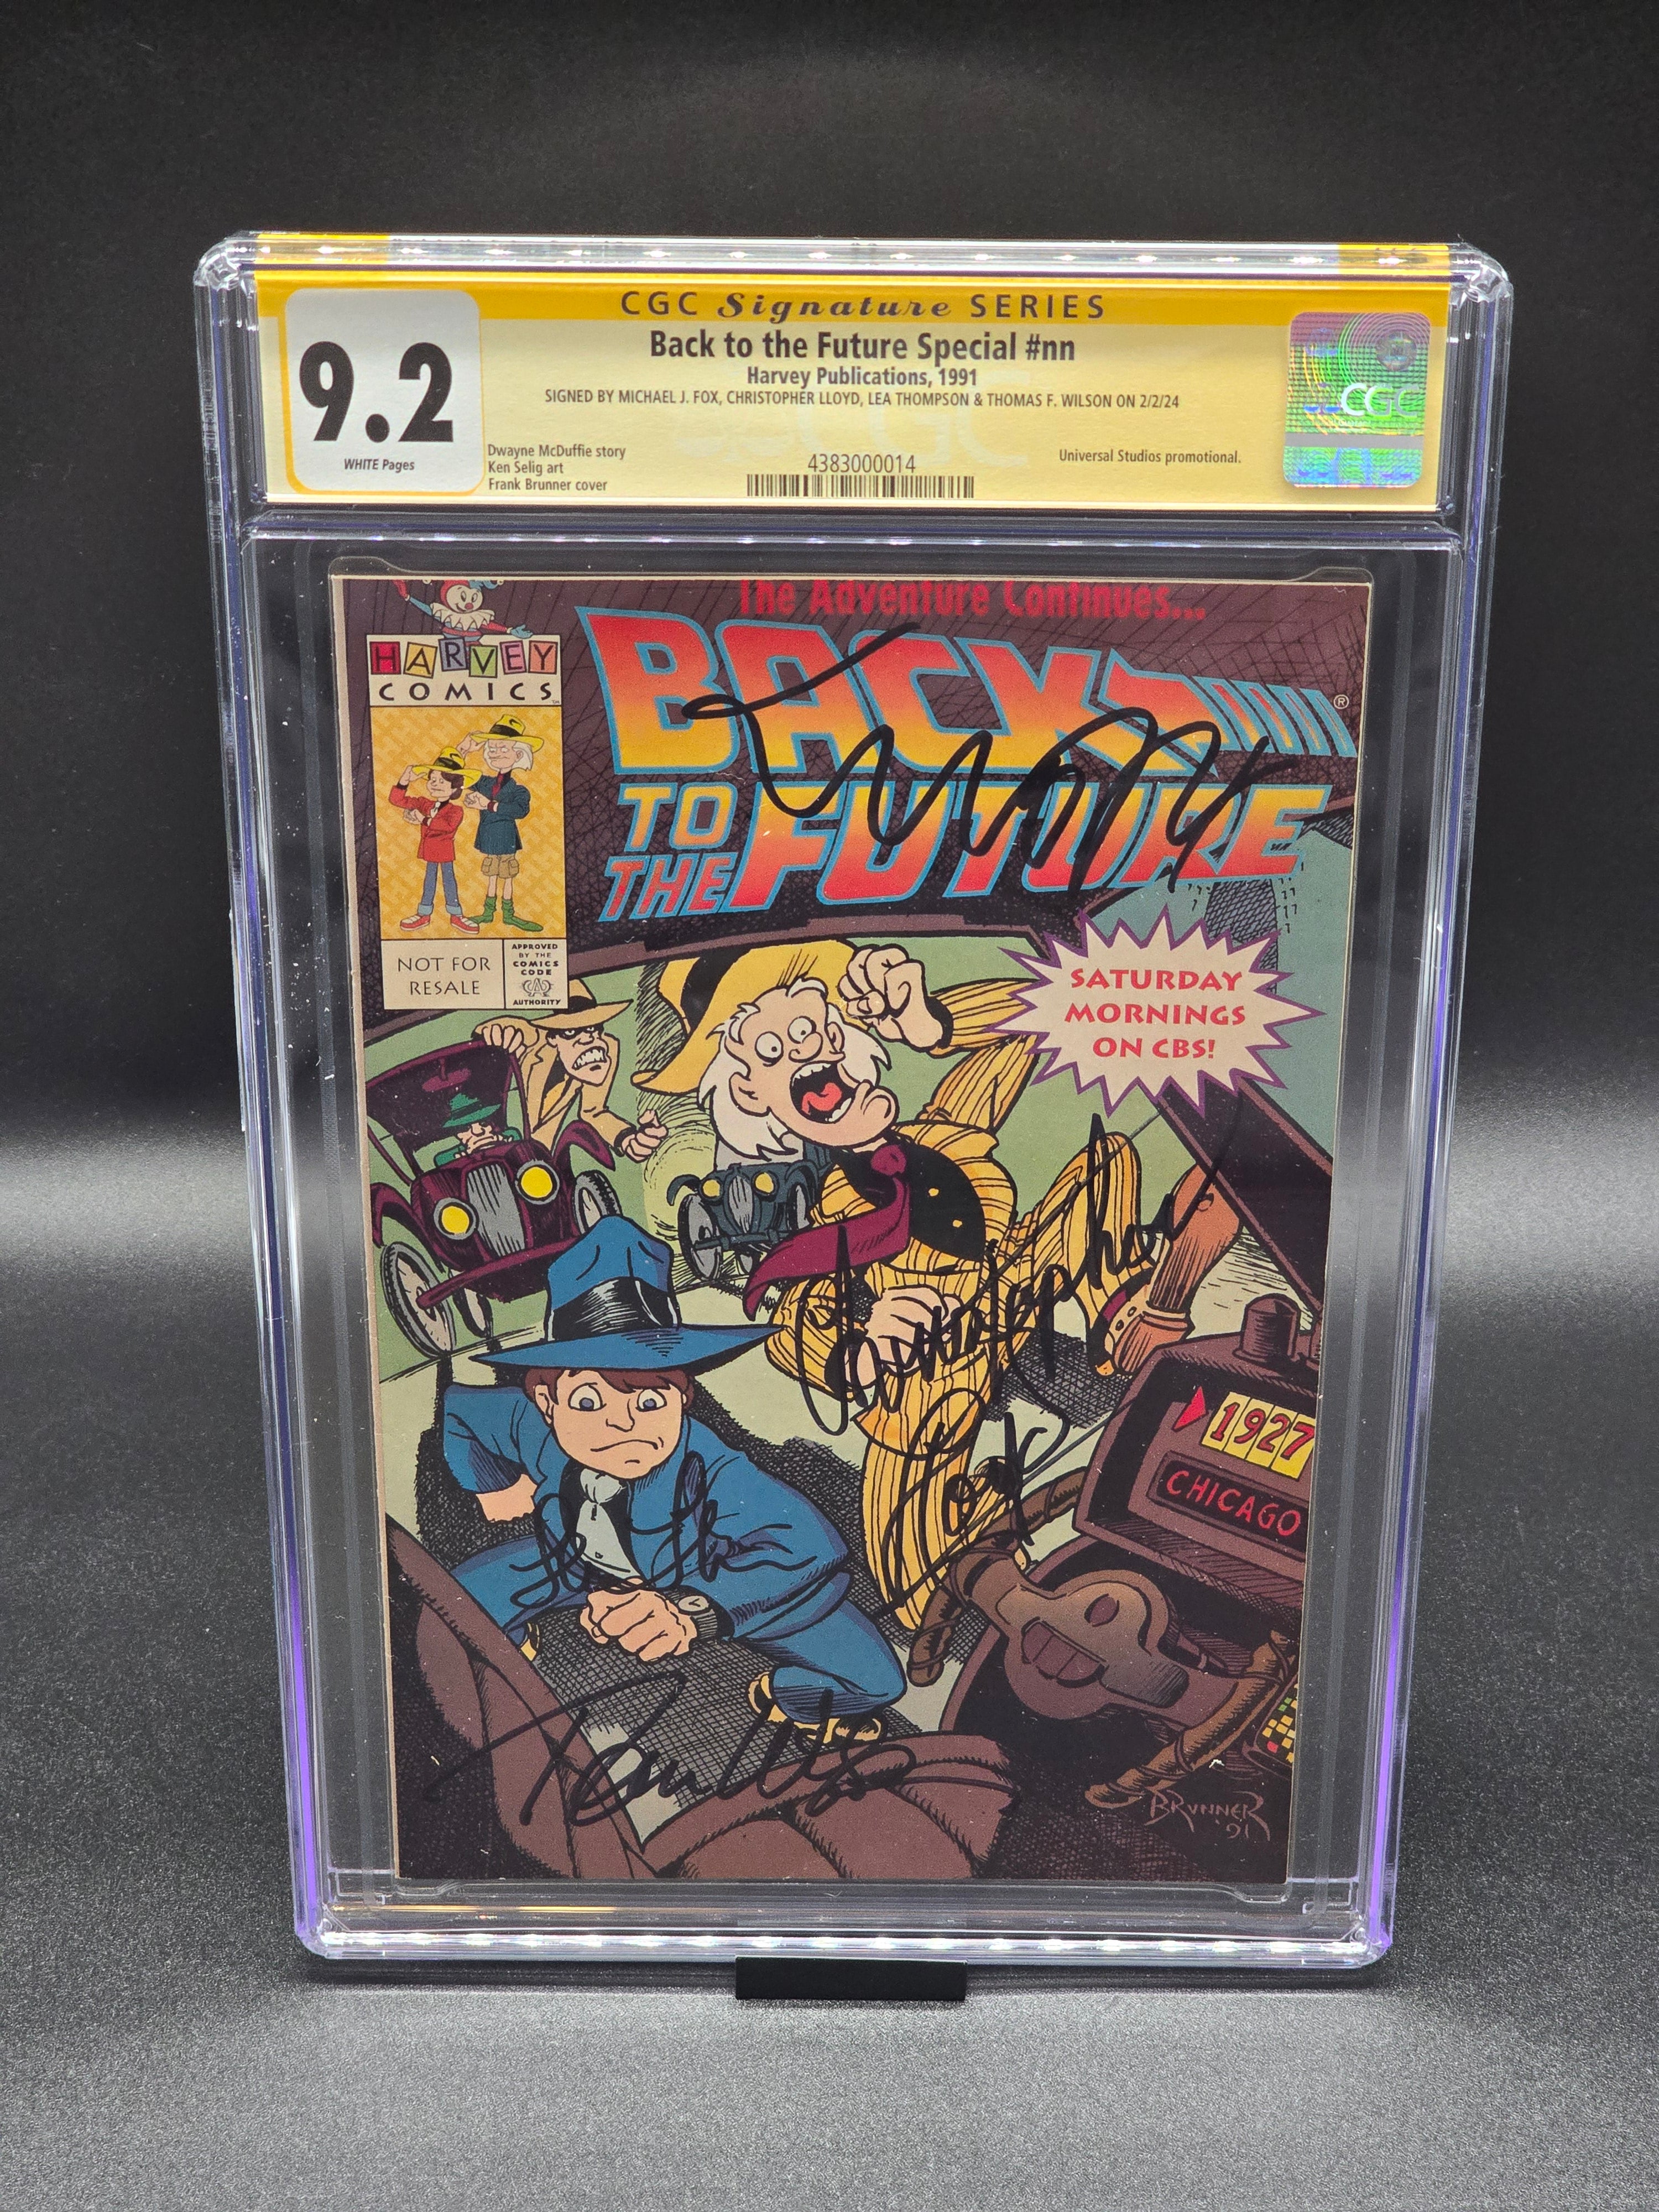 CGC Signature SERIES
9.2
WHITE Pages
Back to the Future Special #nn
Harvey Publications, 1991
SIGNED BY MICHAEL J. FOX, CHRISTOPHER LLOYD, LEA THOMPSON & THOMAS F. WILSON ON 2/2/24
Dwayne McDuffie story
Ken Selig art
Frank Brunner cover
4383000014
Universal Studios promotional.
CGC
The Adventure Continues...
HARVEY
COMICS
BACK
TO THE FUTURE
®
NOT FOR
RESALE
APPROVED
BY THE
COMICS
CODE
CA
AUTHORITY
SATURDAY
MORNINGS
ON CBS!
Christopher
Lloyd
1927
CHICAGO
BRUNNER
'91